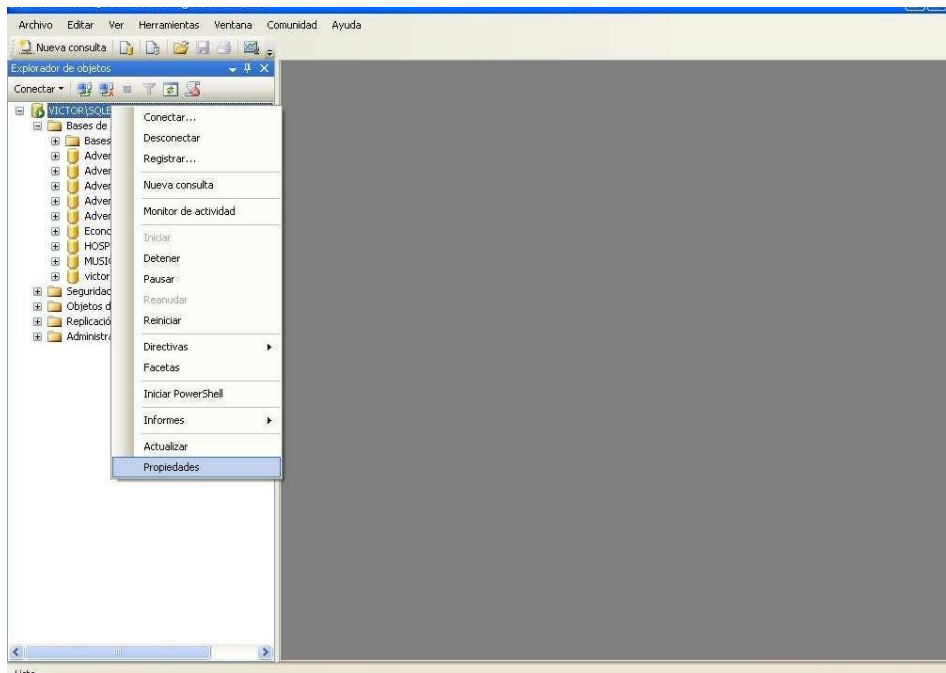 Archivo Editar Ver Herramientas Ventana Comunidad Ayuda
Nueva consulta
Explorador de objetos
Conectar
VICTOR\SQLE
Bases de
Bases
Adver
Adver
Adver
Adver
Adver
Econo
HOSP
MUSI
victor
Seguridad
Objetos d
Replicació
Administra
Conectar...
Desconectar
Registrar...
Nueva consulta
Monitor de actividad
Iniciar
Detener
Pausar
Reanudar
Reiniciar
Directivas
Facetas
Iniciar PowerShell
Informes
Actualizar
Propiedades